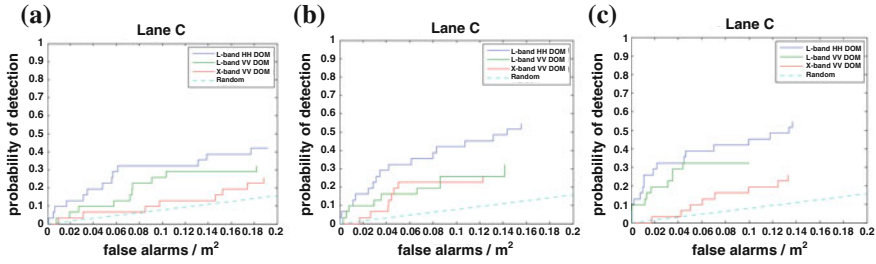 (a)
Lane C
probability of detection
1
0.9
0.8
0.7
0.6
0.5
0.4
0.3
0.2
0.1
0
L-band HH DOM
L-band VV DOM
X-band VV DOM
Random
0 0.02 0.04 0.06 0.08 0.1 0.12 0.14 0.16 0.18 0.2
false alarms / m²
(b)
Lane C
probability of detection
1
0.9
0.8
0.7
0.6
0.5
0.4
0.3
0.2
0.1
0
L-band HH DOM
L-band VV DOM
X-band VV DOM
Random
0 0.02 0.04 0.06 0.08 0.1 0.12 0.14 0.16 0.18 0.2
false alarms / m²
(c)
Lane C
probability of detection
1
0.9
0.8
0.7
0.6
0.5
0.4
0.3
0.2
0.1
0
L-band HH DOM
L-band VV DOM
X-band VV DOM
Random
0 0.02 0.04 0.06 0.08 0.1 0.12 0.14 0.16 0.18 0.2
false alarms / m²